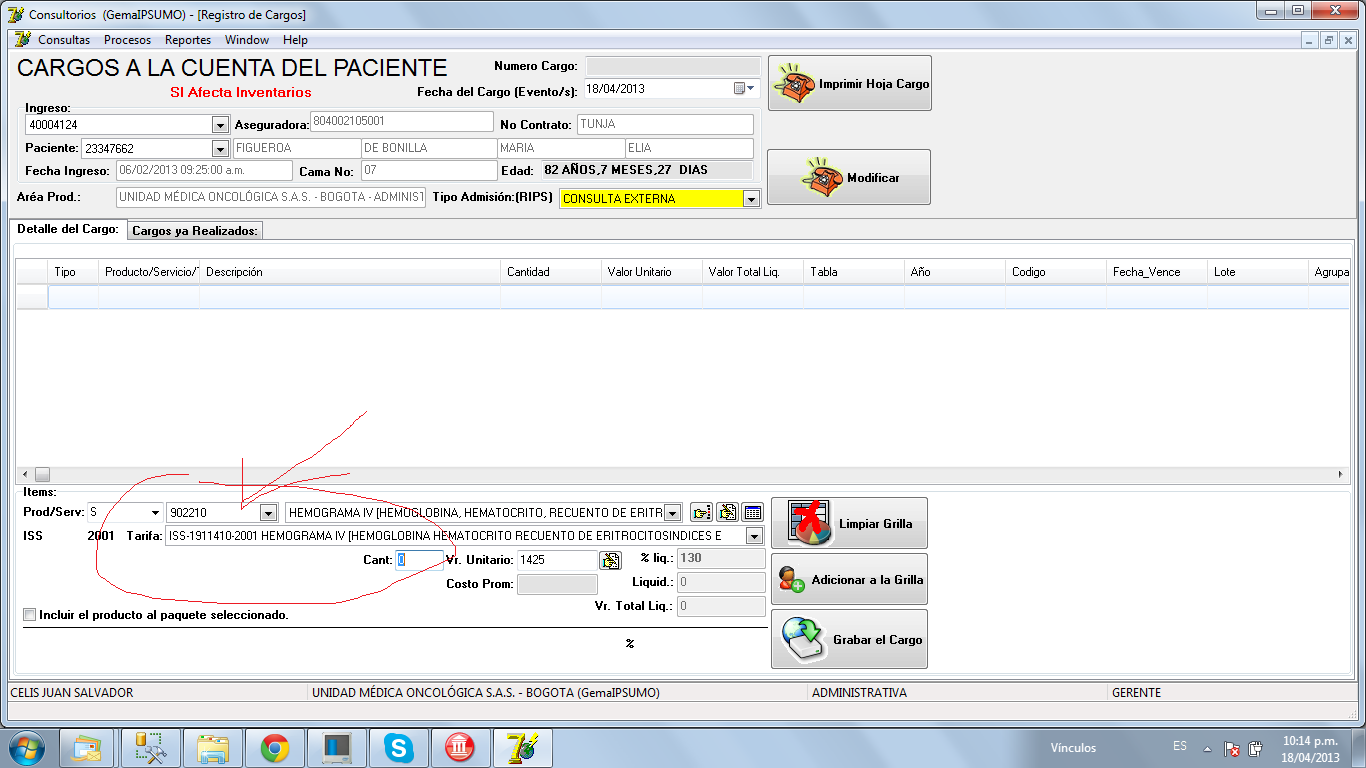 Consultorios (GemaIPSUMO) - [Registro de Cargos]
Consultas Procesos Reportes Window Help
CARGOS A LA CUENTA DEL PACIENTE
SI Afecta Inventarios
Numero Cargo:
Fecha del Cargo (Evento/s): 18/04/2013
Imprimir Hoja Cargo
Ingreso:
40004124 Aseguradora: 804002105001 No Contrato: TUNJA
Paciente: 23347662 FIGUEROA DE BONILLA MARIA ELIA
Fecha Ingreso: 06/02/2013 09:25:00 a.m. Cama No: 07 Edad: 82 AÑOS,7 MESES,27 DIAS
Modificar
Aréa Prod.: UNIDAD MÉDICA ONCOLÓGICA S.A.S. - BOGOTA - ADMINIST Tipo Admisión:(RIPS) CONSULTA EXTERNA
Detalle del Cargo: Cargos ya Realizados:
Tipo Producto/Servicio/T Descripción Cantidad Valor Unitario Valor Total Liq. Tabla Año Codigo Fecha_Vence Lote Agrupa
Items:
Prod/Serv: S 902210 HEMOGRAMA IV [HEMOGLOBINA, HEMATOCRITO, RECUENTO DE ERITR
Limpiar Grilla
ISS 2001 Tarifa: ISS-1911410-2001 HEMOGRAMA IV [HEMOGLOBINA HEMATOCRITO RECUENTO DE ERITROCITOSINDICES E
Cant: 0 Vr. Unitario: 1425 % liq.: 130
Costo Prom: Liquid.: 0
Adicionar a la Grilla
Vr. Total Liq.: 0
Incluir el producto al paquete seleccionado.
%
Grabar el Cargo
CELIS JUAN SALVADOR UNIDAD MÉDICA ONCOLÓGICA S.A.S. - BOGOTA (GemaIPSUMO) ADMINISTRATIVA GERENTE
Vínculos ES 10:14 p.m.
18/04/2013